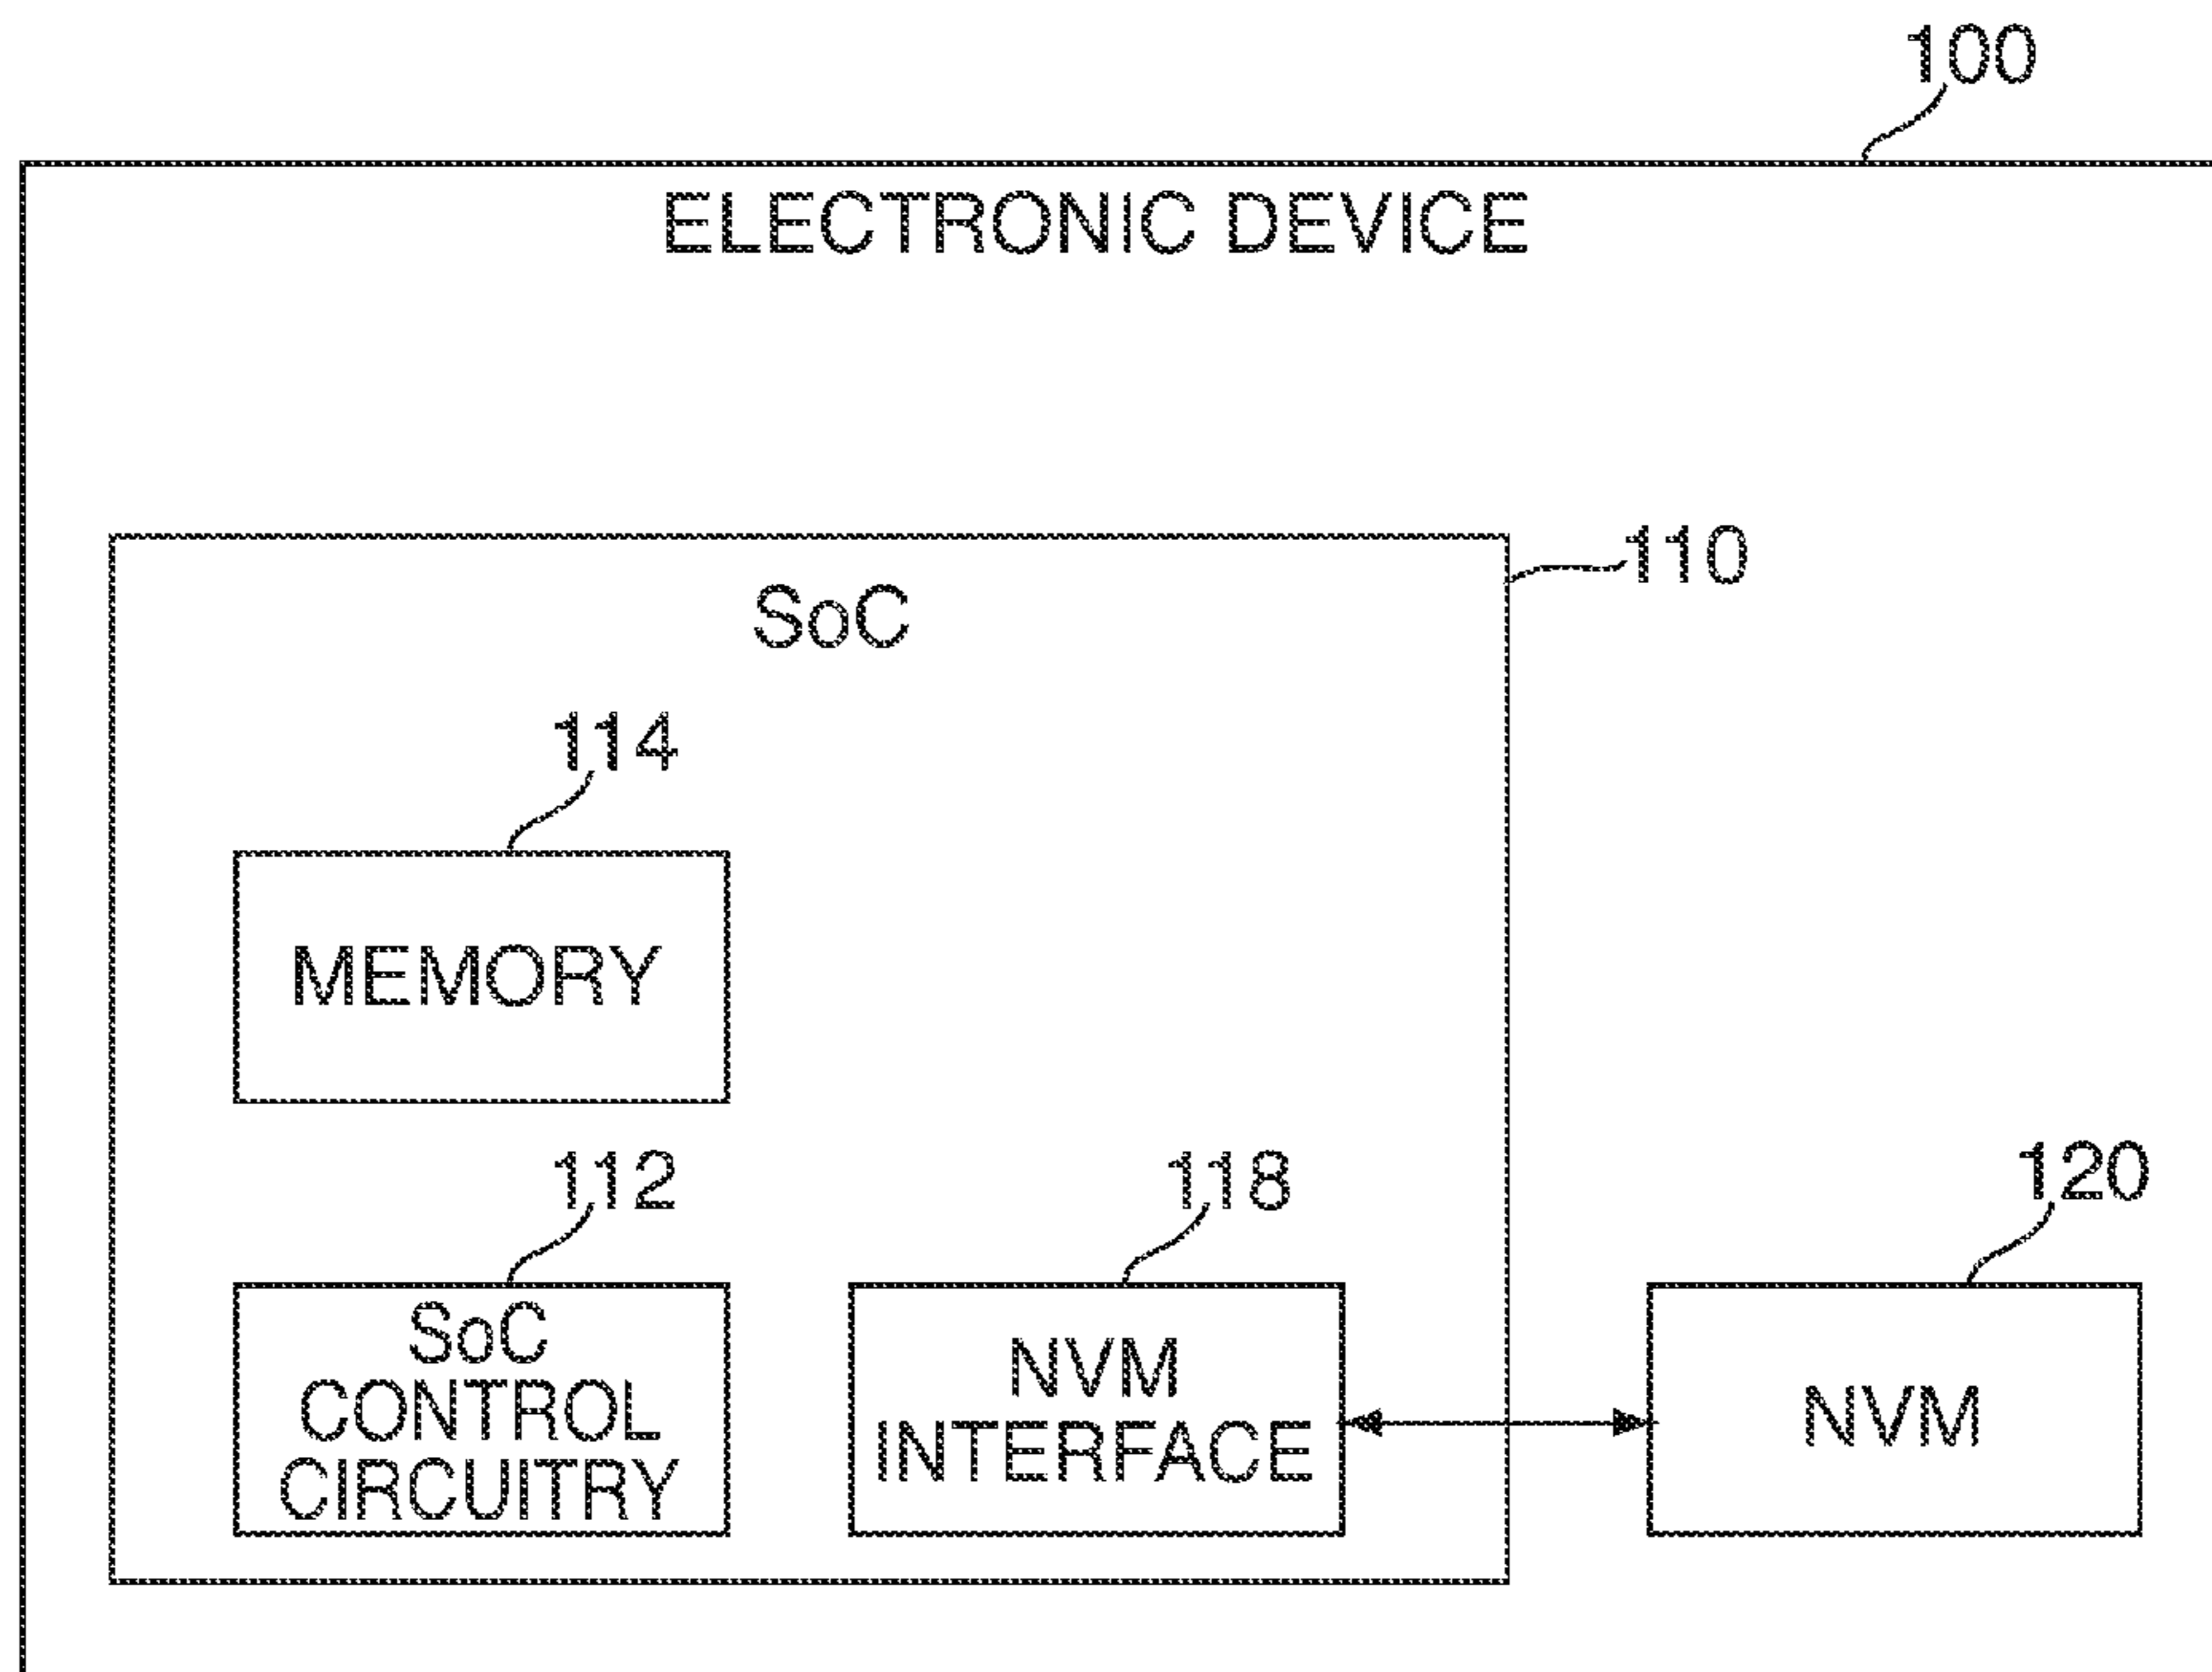 100
ELECTRONIC DEVICE
110
SoC
114
MEMORY
112
118
120
SoC
CONTROL
CIRCUITRY
NVM
INTERFACE
NVM